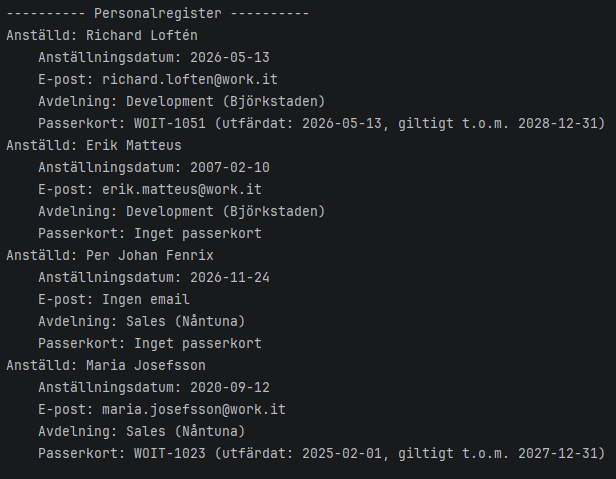 ---------- Personalregister ----------
Anställd: Richard Loftén
    Anställningsdatum: 2026-05-13
    E-post: richard.loften@work.it
    Avdelning: Development (Björkstaden)
    Passerkort: WOIT-1051 (utfärdat: 2026-05-13, giltigt t.o.m. 2028-12-31)
Anställd: Erik Matteus
    Anställningsdatum: 2007-02-10
    E-post: erik.matteus@work.it
    Avdelning: Development (Björkstaden)
    Passerkort: Inget passerkort
Anställd: Per Johan Fenrix
    Anställningsdatum: 2026-11-24
    E-post: Ingen email
    Avdelning: Sales (Nåntuna)
    Passerkort: Inget passerkort
Anställd: Maria Josefsson
    Anställningsdatum: 2020-09-12
    E-post: maria.josefsson@work.it
    Avdelning: Sales (Nåntuna)
    Passerkort: WOIT-1023 (utfärdat: 2025-02-01, giltigt t.o.m. 2027-12-31)